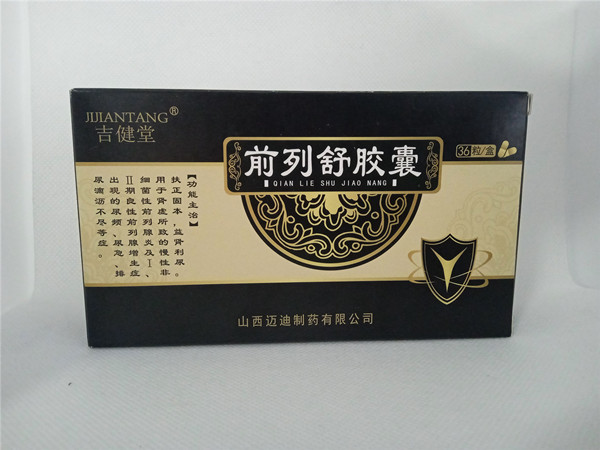 JIJIANTANG®
吉健堂
前列舒胶囊
QIAN LIE SHU JIAO NANG
36粒/盒
【功能主治】
扶正固本，益肾利尿。
用于肾虚所致的慢性非
细菌性前列腺炎及Ⅰ、
Ⅱ期良性前列腺增生症
出现的尿频、尿急、排
尿滴沥不尽等症。
山西迈迪制药有限公司